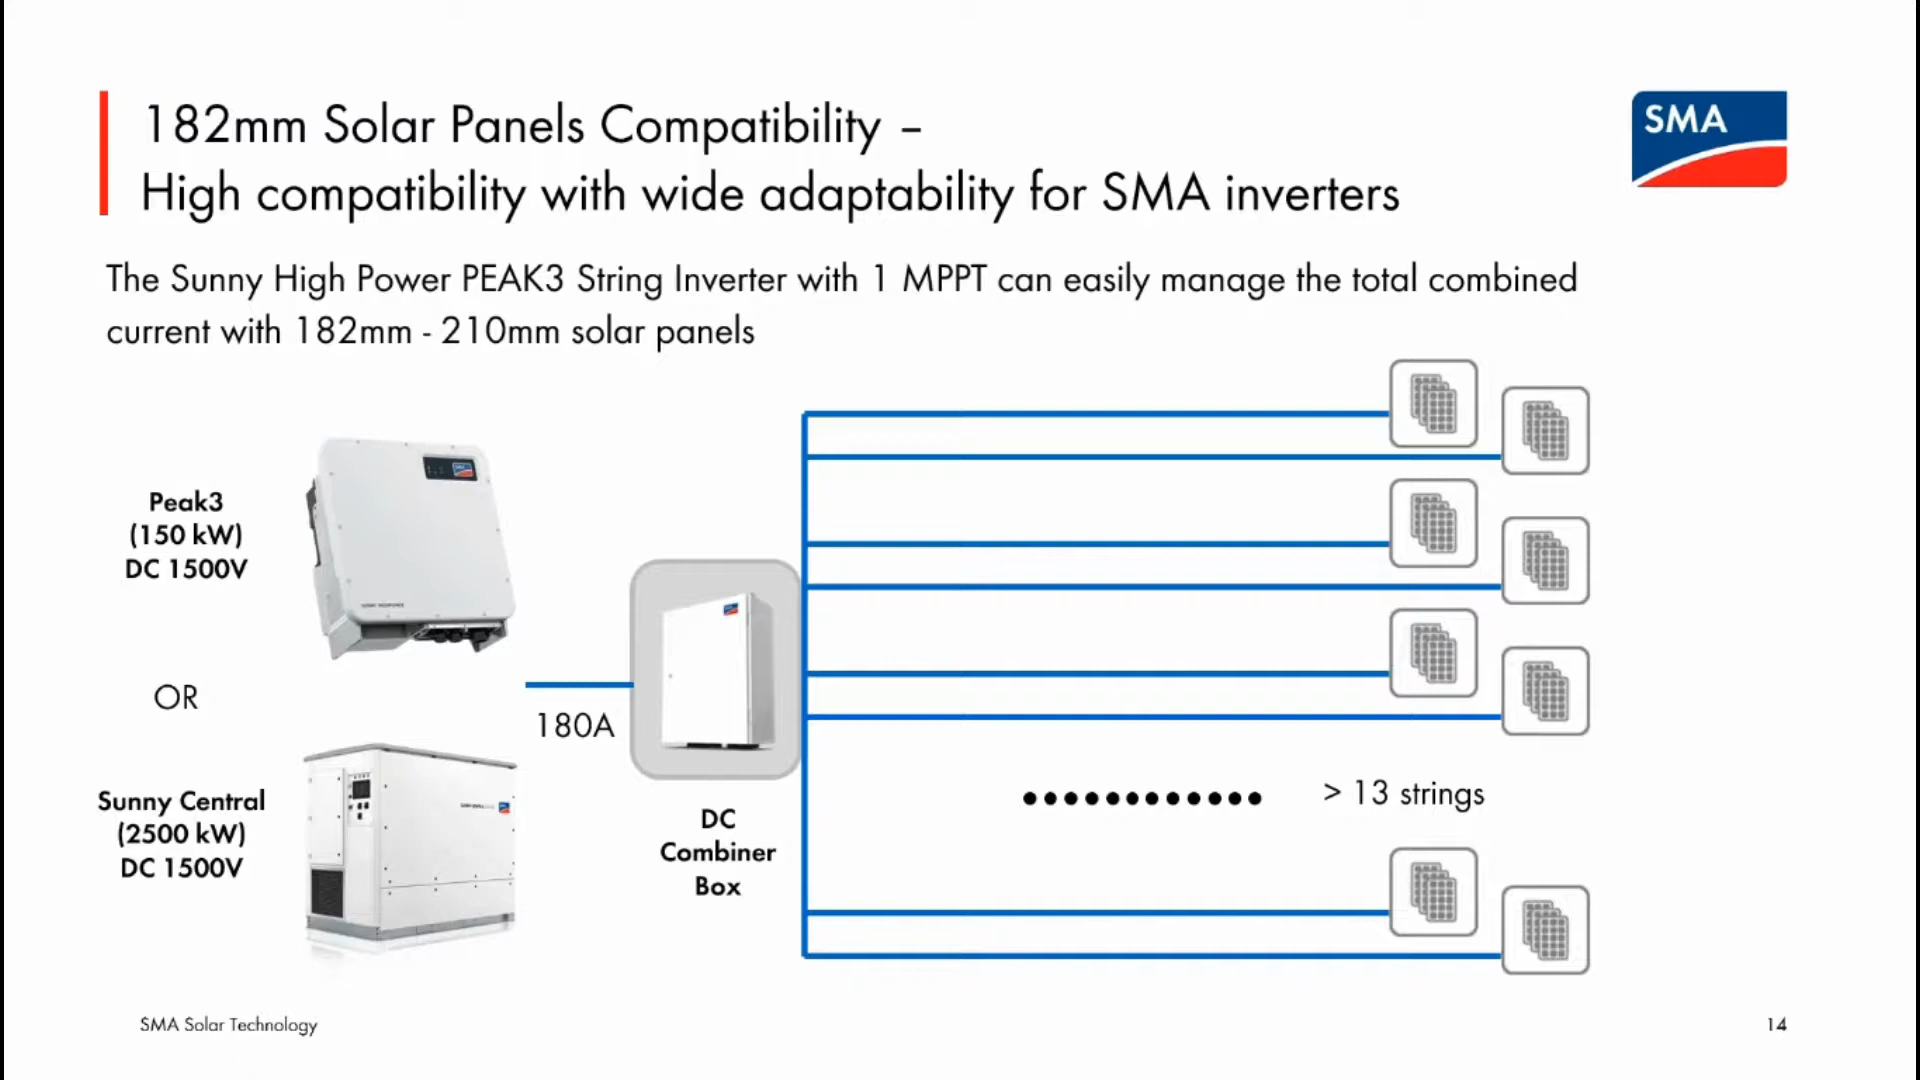 182mm Solar Panels Compatibility –
High compatibility with wide adaptability for SMA inverters
SMA
The Sunny High Power PEAK3 String Inverter with 1 MPPT can easily manage the total combined
current with 182mm - 210mm solar panels
Peak3
(150 kW)
DC 1500V
OR
180A
Sunny Central
(2500 kW)
DC 1500V
DC
Combiner
Box
> 13 strings
SMA Solar Technology
14